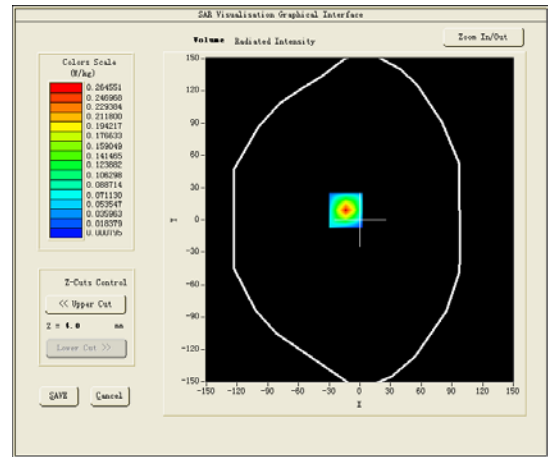 SAR Visualisation Graphical Interface
Volume Radiated Intensity
Zoom In/Out
Colors Scale
(W/kg)
0.264551
0.246968
0.229384
0.211800
0.194217
0.176633
0.159049
0.141465
0.123882
0.106298
0.088714
0.071130
0.053547
0.035963
0.018379
0.000795
Z-Cuts Control
<< Upper Cut
Z = 4.0 mm
Lower Cut >>
SAVE Cancel
150
120
90
60
30
0
-30
-60
-90
-120
-150
Y
-150 -120 -90 -60 -30 0 30 60 90 120 150
X